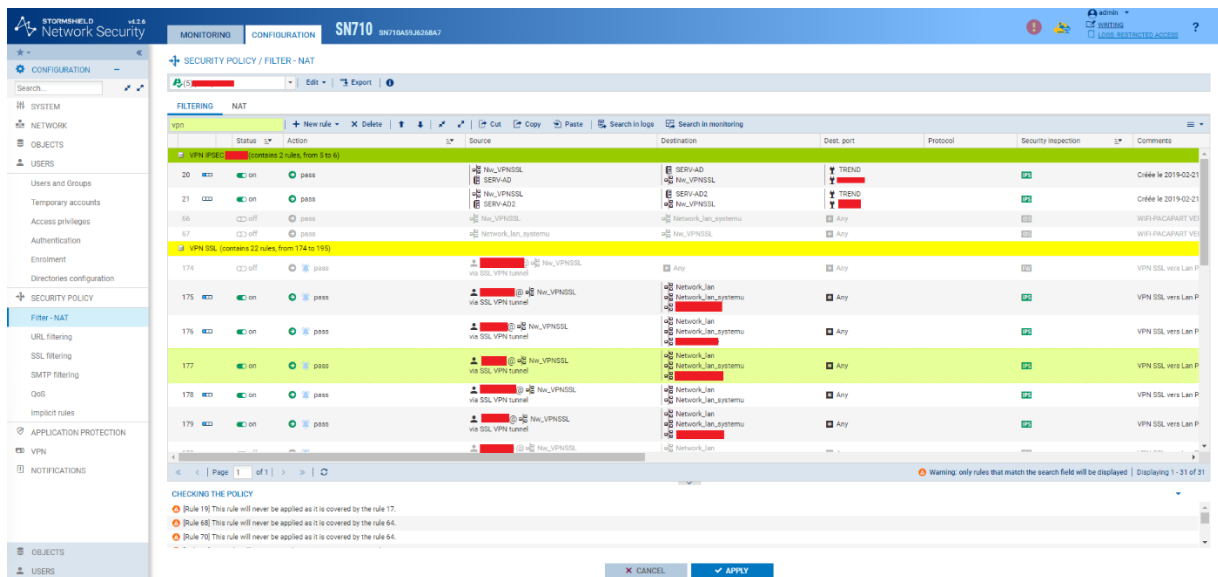 STORMSHIELD v4.2.6
Network Security
MONITORING CONFIGURATION SN710 SN710A59J6268A7
admin
WRITING
LOGS: RESTRICTED ACCESS
?
CONFIGURATION
Search...
SYSTEM
NETWORK
OBJECTS
USERS
Users and Groups
Temporary accounts
Access privileges
Authentication
Enrolment
Directories configuration
SECURITY POLICY
Filter - NAT
URL filtering
SSL filtering
SMTP filtering
QoS
Implicit rules
APPLICATION PROTECTION
VPN
NOTIFICATIONS
OBJECTS
USERS
SECURITY POLICY / FILTER - NAT
(5) Edit Export
FILTERING NAT
vpn New rule Delete Cut Copy Paste Search in logs Search in monitoring
Status Action Source Destination Dest. port Protocol Security inspection Comments
VPN IPSEC (contains 2 rules, from 5 to 6)
20 on pass Nw_VPNSSL SERV-AD TREND IPS Créée le 2019-02-21
SERV-AD Nw_VPNSSL
21 on pass Nw_VPNSSL SERV-AD2 TREND IPS Créée le 2019-02-21
SERV-AD2 Nw_VPNSSL
66 off pass Nw_VPNSSL Network_lan_systemu Any WIFI-PACAPART VE
67 off pass Network_lan_systemu Nw_VPNSSL Any WIFI-PACAPART VE
VPN SSL (contains 22 rules, from 174 to 195)
174 off pass @ Nw_VPNSSL Any Any FW VPN SSL vers Lan P
via SSL VPN tunnel
175 on pass @ Nw_VPNSSL Network_lan Any IPS VPN SSL vers Lan P
via SSL VPN tunnel Network_lan_systemu
176 on pass @ Nw_VPNSSL Network_lan Any IPS VPN SSL vers Lan P
via SSL VPN tunnel Network_lan_systemu
177 on pass @ Nw_VPNSSL Network_lan Any IPS VPN SSL vers Lan P
via SSL VPN tunnel Network_lan_systemu
178 on pass @ Nw_VPNSSL Network_lan Any IPS VPN SSL vers Lan P
via SSL VPN tunnel Network_lan
179 on pass @ Nw_VPNSSL Network_lan Any IPS VPN SSL vers Lan P
via SSL VPN tunnel Network_lan_systemu
@ Nw_VPNSSL Network_lan
Page 1 of 1 Warning: only rules that match the search field will be displayed Displaying 1 - 31 of 31
CHECKING THE POLICY
[Rule 19] This rule will never be applied as it is covered by the rule 17.
[Rule 68] This rule will never be applied as it is covered by the rule 64.
[Rule 70] This rule will never be applied as it is covered by the rule 64.
CANCEL APPLY